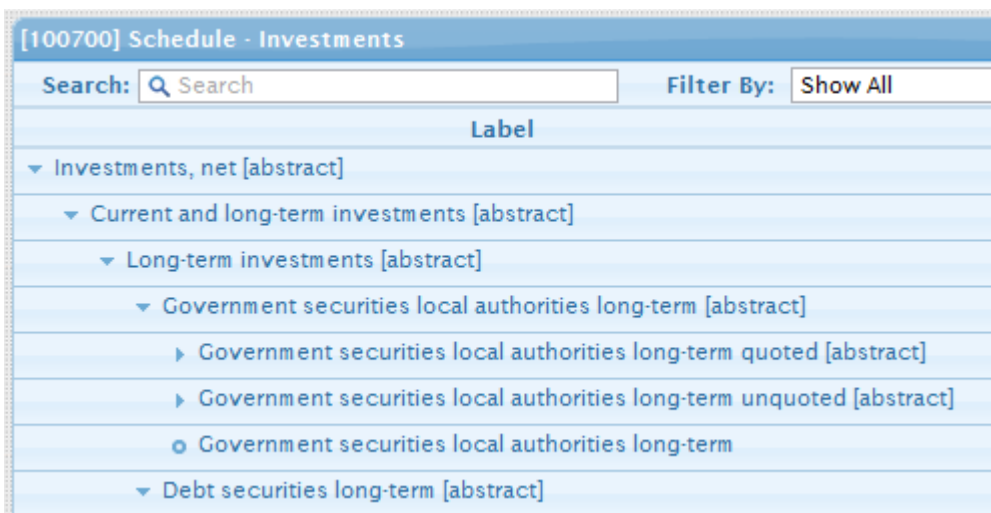 [100700] Schedule - Investments
Search: Search Filter By: Show All
Label
Investments, net [abstract]
Current and long-term investments [abstract]
Long-term investments [abstract]
Government securities local authorities long-term [abstract]
Government securities local authorities long-term quoted [abstract]
Government securities local authorities long-term unquoted [abstract]
Government securities local authorities long-term
Debt securities long-term [abstract]